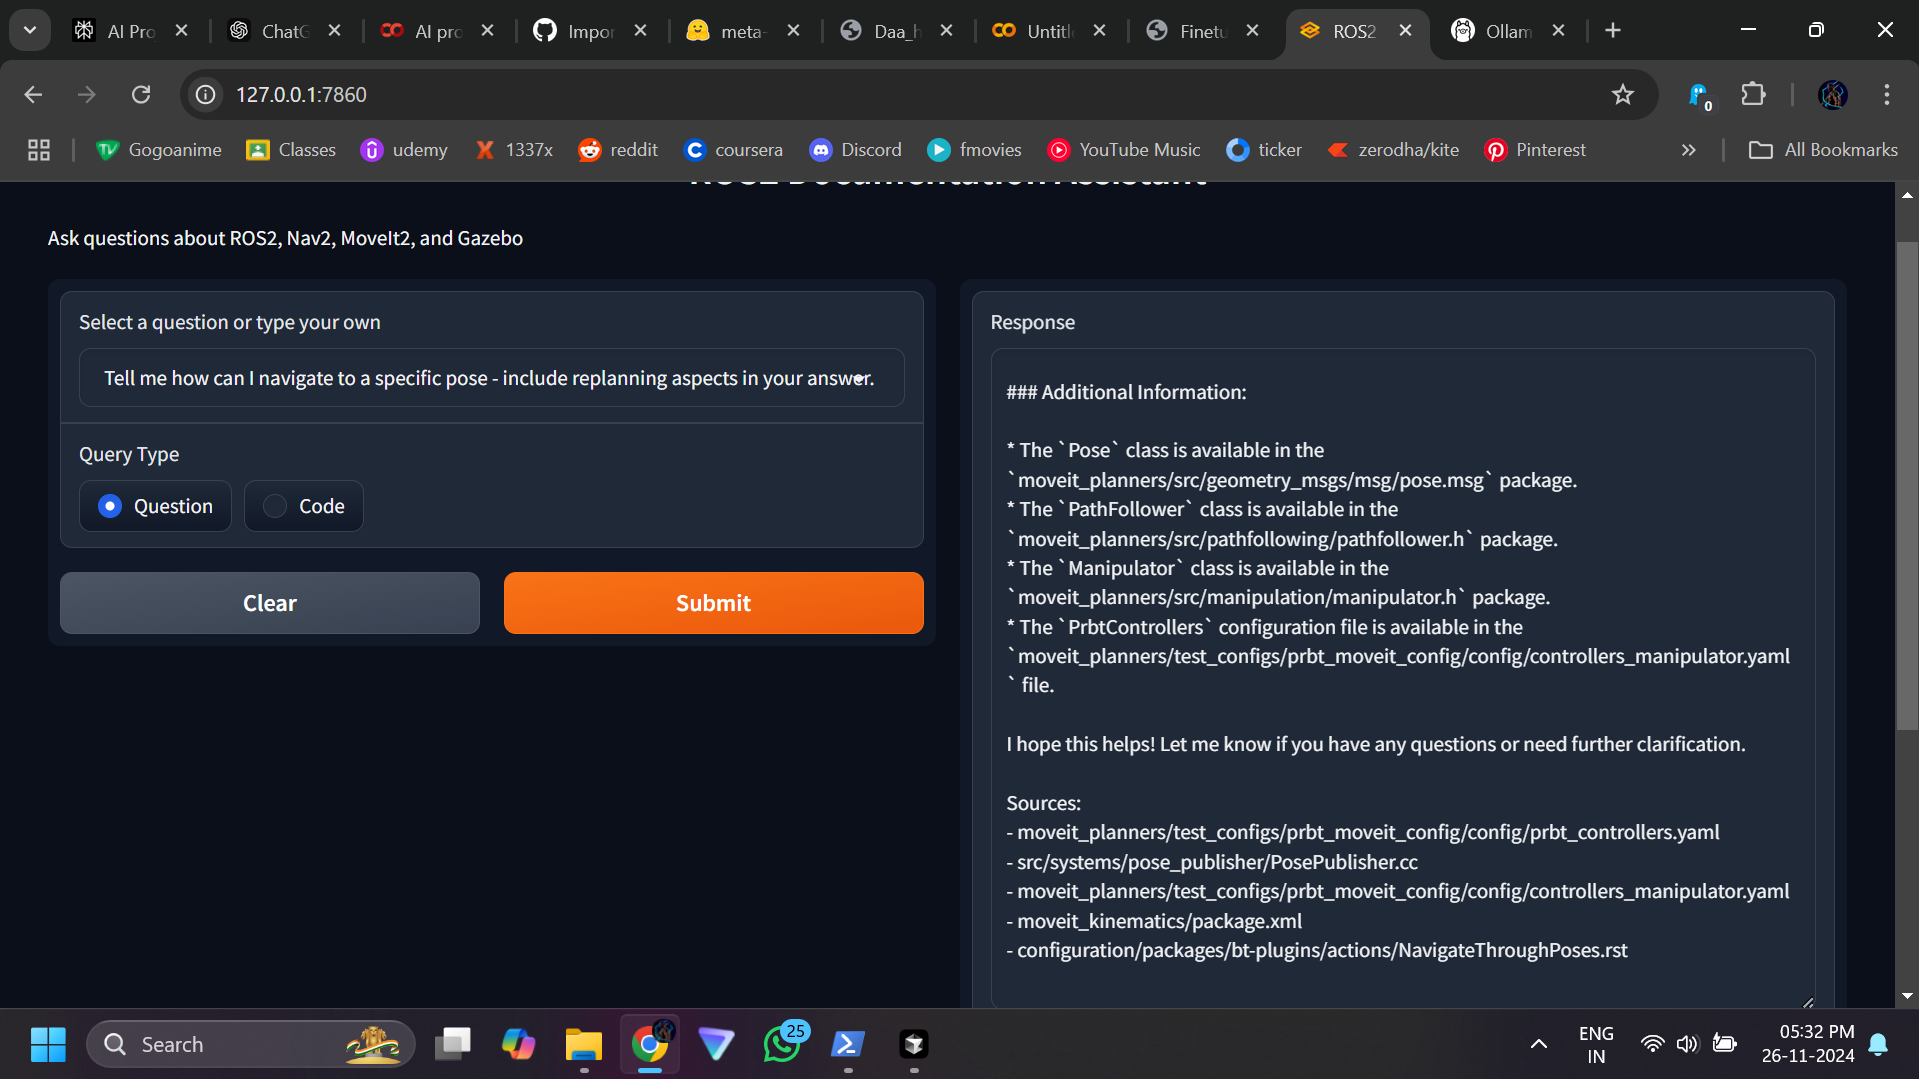 AI Pro
ChatG
AI pro
Impor
meta-
Daa_h
Untitl
Finetu
ROS2
Ollam
127.0.0.1:7860
0
Gogoanime
Classes
udemy
1337x
reddit
coursera
Discord
fmovies
YouTube Music
ticker
zerodha/kite
Pinterest
All Bookmarks
ROS2 Documentation Assistant
Ask questions about ROS2, Nav2, MoveIt2, and Gazebo
Select a question or type your own
Tell me how can I navigate to a specific pose - include replanning aspects in your answer.
Query Type
Question
Code
Clear
Submit
Response
### Additional Information:
* The `Pose` class is available in the
`moveit_planners/src/geometry_msgs/msg/pose.msg` package.
* The `PathFollower` class is available in the
`moveit_planners/src/pathfollowing/pathfollower.h` package.
* The `Manipulator` class is available in the
`moveit_planners/src/manipulation/manipulator.h` package.
* The `PrbtControllers` configuration file is available in the
`moveit_planners/test_configs/prbt_moveit_config/config/controllers_manipulator.yaml
` file.
I hope this helps! Let me know if you have any questions or need further clarification.
Sources:
- moveit_planners/test_configs/prbt_moveit_config/config/prbt_controllers.yaml
- src/systems/pose_publisher/PosePublisher.cc
- moveit_planners/test_configs/prbt_moveit_config/config/controllers_manipulator.yaml
- moveit_kinematics/package.xml
- configuration/packages/bt-plugins/actions/NavigateThroughPoses.rst
Search
25
ENG
IN
05:32 PM
26-11-2024